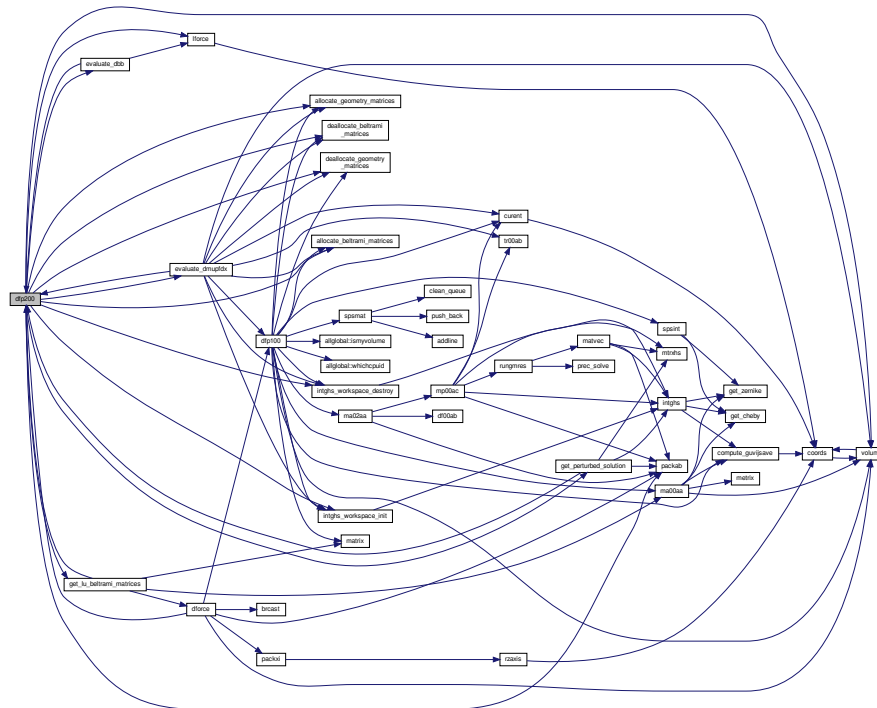 lforce
evaluate_dbb
allocate_geometry_matrices
deallocate_beltrami
_matrices
deallocate_geometry
_matrices
curent
tr00ab
allocate_beltrami_matrices
evaluate_dmupfdx
clean_queue
dfp200
spsmat
push_back
spsint
dfp100
allglobal::ismyvolume
addline
matvec
mtrxhs
allglobal::whichcpuid
rungmres
prec_solve
intghs_workspace_destroy
mp00ac
get_zernike
intghs
ma02aa
df00ab
get_cheby
compute_guvijsave
coords
volum
get_perturbed_solution
packab
metrix
ma00aa
intghs_workspace_init
matrix
get_lu_beltrami_matrices
dforce
brcast
packxi
rzaxis